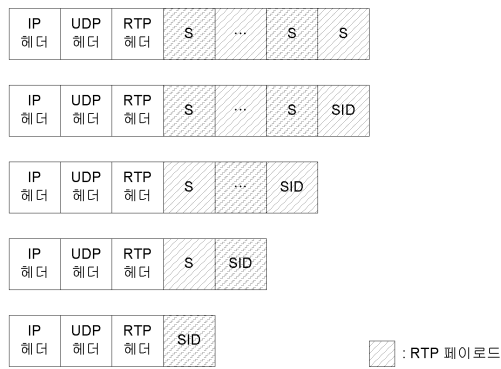 IP UDP RTP
헤더 헤더 헤더 S ... S S
IP UDP RTP
헤더 헤더 헤더 S ... S SID
IP UDP RTP
헤더 헤더 헤더 S ... SID
IP UDP RTP
헤더 헤더 헤더 S SID
IP UDP RTP
헤더 헤더 헤더 SID
: RTP 페이로드